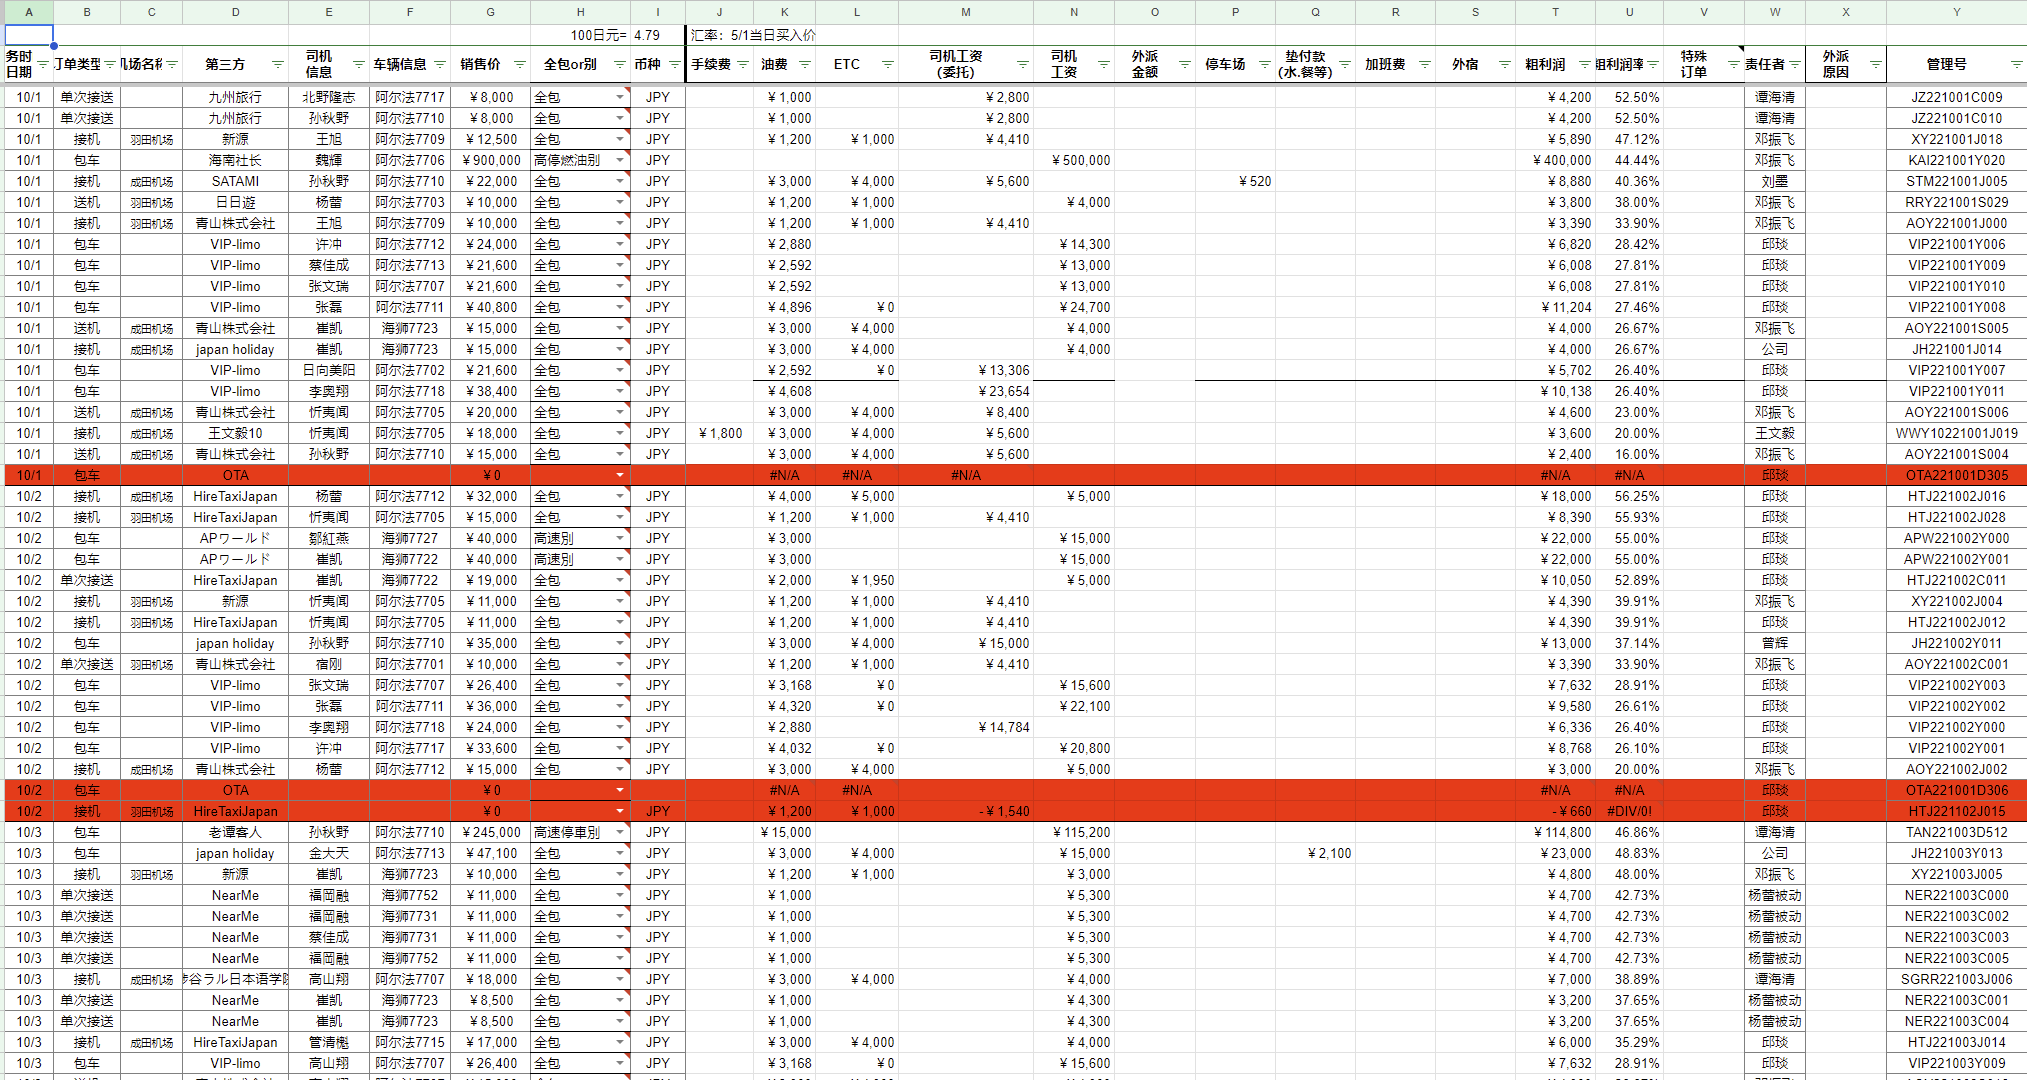 A B C D E F G H I J K L M N O P Q R S T U V W X Y
100日元= 4.79 汇率：5/1当日买入价
务时日期 订单类型 机场名称 第三方 司机信息 车辆信息 销售价 全包or别 币种 手续费 油费 ETC 司机工资(委托) 司机工资 外派金额 停车场 垫付款(水.餐等) 加班费 外宿 粗利润 粗利润率 特殊订单 责任者 外派原因 管理号
10/1 单次接送 九州旅行 北野隆志 阿尔法7717 ￥8,000 全包 JPY ￥1,000 ￥2,800 ￥4,200 52.50% 谭海清 JZ221001C009
10/1 单次接送 九州旅行 孙秋野 阿尔法7710 ￥8,000 全包 JPY ￥1,000 ￥2,800 ￥4,200 52.50% 谭海清 JZ221001C010
10/1 接机 羽田机场 新源 王旭 阿尔法7709 ￥12,500 全包 JPY ￥1,200 ￥1,000 ￥4,410 ￥5,890 47.12% 邓振飞 XY221001J018
10/1 包车 海南社长 魏輝 阿尔法7706 ￥900,000 高停燃油别 JPY ￥500,000 ￥400,000 44.44% 邓振飞 KAI221001Y020
10/1 接机 成田机场 SATAMI 孙秋野 阿尔法7710 ￥22,000 全包 JPY ￥3,000 ￥4,000 ￥5,600 ￥520 ￥8,880 40.36% 刘墨 STM221001J005
10/1 送机 羽田机场 日日遊 杨蕾 阿尔法7703 ￥10,000 全包 JPY ￥1,200 ￥1,000 ￥4,000 ￥3,800 38.00% 邓振飞 RRY221001S029
10/1 接机 羽田机场 青山株式会社 王旭 阿尔法7709 ￥10,000 全包 JPY ￥1,200 ￥1,000 ￥4,410 ￥3,390 33.90% 邓振飞 AOY221001J000
10/1 包车 VIP-limo 许冲 阿尔法7712 ￥24,000 全包 JPY ￥2,880 ￥14,300 ￥6,820 28.42% 邱琰 VIP221001Y006
10/1 包车 VIP-limo 蔡佳成 阿尔法7713 ￥21,600 全包 JPY ￥2,592 ￥13,000 ￥6,008 27.81% 邱琰 VIP221001Y009
10/1 包车 VIP-limo 张文瑞 阿尔法7707 ￥21,600 全包 JPY ￥2,592 ￥13,000 ￥6,008 27.81% 邱琰 VIP221001Y010
10/1 包车 VIP-limo 张磊 阿尔法7711 ￥40,800 全包 JPY ￥4,896 ￥0 ￥24,700 ￥11,204 27.46% 邱琰 VIP221001Y008
10/1 送机 成田机场 青山株式会社 崔凯 海狮7723 ￥15,000 全包 JPY ￥3,000 ￥4,000 ￥4,000 ￥4,000 26.67% 邓振飞 AOY221001S005
10/1 接机 成田机场 japan holiday 崔凯 海狮7723 ￥15,000 全包 JPY ￥3,000 ￥4,000 ￥4,000 ￥4,000 26.67% 公司 JH221001J014
10/1 包车 VIP-limo 日向美阳 阿尔法7702 ￥21,600 全包 JPY ￥2,592 ￥0 ￥13,306 ￥5,702 26.40% 邱琰 VIP221001Y007
10/1 包车 VIP-limo 李奥翔 阿尔法7718 ￥38,400 全包 JPY ￥4,608 ￥23,654 ￥10,138 26.40% 邱琰 VIP221001Y011
10/1 送机 成田机场 青山株式会社 忻夷闻 阿尔法7705 ￥20,000 全包 JPY ￥3,000 ￥4,000 ￥8,400 ￥4,600 23.00% 邓振飞 AOY221001S006
10/1 接机 成田机场 王文毅10 忻夷闻 阿尔法7705 ￥18,000 全包 JPY ￥1,800 ￥3,000 ￥4,000 ￥5,600 ￥3,600 20.00% 王文毅 WWY10221001J019
10/1 送机 成田机场 青山株式会社 孙秋野 阿尔法7710 ￥15,000 全包 JPY ￥3,000 ￥4,000 ￥5,600 ￥2,400 16.00% 邓振飞 AOY221001S004
10/1 包车 OTA ￥0 #N/A #N/A #N/A #N/A #N/A 邱琰 OTA221001D305
10/2 接机 成田机场 HireTaxiJapan 杨蕾 阿尔法7712 ￥32,000 全包 JPY ￥4,000 ￥5,000 ￥5,000 ￥18,000 56.25% 邱琰 HTJ221002J016
10/2 接机 羽田机场 HireTaxiJapan 忻夷闻 阿尔法7705 ￥15,000 全包 JPY ￥1,200 ￥1,000 ￥4,410 ￥8,390 55.93% 邱琰 HTJ221002J028
10/2 包车 APワールド 鄭紅燕 海狮7727 ￥40,000 高速別 JPY ￥3,000 ￥15,000 ￥22,000 55.00% 邱琰 APW221002Y000
10/2 包车 APワールド 崔凯 海狮7722 ￥40,000 高速別 JPY ￥3,000 ￥15,000 ￥22,000 55.00% 邱琰 APW221002Y001
10/2 单次接送 HireTaxiJapan 崔凯 海狮7722 ￥19,000 全包 JPY ￥2,000 ￥1,950 ￥5,000 ￥10,050 52.89% 邱琰 HTJ221002C011
10/2 接机 羽田机场 新源 忻夷闻 阿尔法7705 ￥11,000 全包 JPY ￥1,200 ￥1,000 ￥4,410 ￥4,390 39.91% 邓振飞 XY221002J004
10/2 接机 羽田机场 HireTaxiJapan 忻夷闻 阿尔法7705 ￥11,000 全包 JPY ￥1,200 ￥1,000 ￥4,410 ￥4,390 39.91% 邱琰 HTJ221002J012
10/2 包车 japan holiday 孙秋野 阿尔法7710 ￥35,000 全包 JPY ￥3,000 ￥4,000 ￥15,000 ￥13,000 37.14% 曾辉 JH221002Y011
10/2 单次接送 羽田机场 青山株式会社 宿刚 阿尔法7701 ￥10,000 全包 JPY ￥1,200 ￥1,000 ￥4,410 ￥3,390 33.90% 邓振飞 AOY221002C001
10/2 包车 VIP-limo 张文瑞 阿尔法7707 ￥26,400 全包 JPY ￥3,168 ￥0 ￥15,600 ￥7,632 28.91% 邱琰 VIP221002Y003
10/2 包车 VIP-limo 张磊 阿尔法7711 ￥36,000 全包 JPY ￥4,320 ￥0 ￥22,100 ￥9,580 26.61% 邱琰 VIP221002Y002
10/2 包车 VIP-limo 李奥翔 阿尔法7718 ￥24,000 全包 JPY ￥2,880 ￥14,784 ￥6,336 26.40% 邱琰 VIP221002Y000
10/2 包车 VIP-limo 许冲 阿尔法7717 ￥33,600 全包 JPY ￥4,032 ￥0 ￥20,800 ￥8,768 26.10% 邱琰 VIP221002Y001
10/2 接机 成田机场 青山株式会社 杨蕾 阿尔法7712 ￥15,000 全包 JPY ￥3,000 ￥4,000 ￥5,000 ￥3,000 20.00% 邓振飞 AOY221002J002
10/2 包车 OTA ￥0 #N/A #N/A #N/A #N/A 邱琰 OTA221001D306
10/2 接机 羽田机场 HireTaxiJapan ￥0 JPY ￥1,200 ￥1,000 -￥1,540 -￥660 #DIV/0! 邱琰 HTJ221102J015
10/3 包车 老谭客人 孙秋野 阿尔法7710 ￥245,000 高速停車别 JPY ￥15,000 ￥115,200 ￥114,800 46.86% 谭海清 TAN221003D512
10/3 包车 japan holiday 金大天 阿尔法7713 ￥47,100 全包 JPY ￥3,000 ￥4,000 ￥15,000 ￥2,100 ￥23,000 48.83% 公司 JH221003Y013
10/3 接机 羽田机场 新源 崔凯 海狮7723 ￥10,000 全包 JPY ￥1,200 ￥1,000 ￥3,000 ￥4,800 48.00% 邓振飞 XY221003J005
10/3 单次接送 NearMe 福岡融 海狮7752 ￥11,000 全包 JPY ￥1,000 ￥5,300 ￥4,700 42.73% 杨蕾被动 NER221003C000
10/3 单次接送 NearMe 福岡融 海狮7731 ￥11,000 全包 JPY ￥1,000 ￥5,300 ￥4,700 42.73% 杨蕾被动 NER221003C002
10/3 单次接送 NearMe 蔡佳成 海狮7731 ￥11,000 全包 JPY ￥1,000 ￥5,300 ￥4,700 42.73% 杨蕾被动 NER221003C003
10/3 单次接送 NearMe 福岡融 海狮7752 ￥11,000 全包 JPY ￥1,000 ￥5,300 ￥4,700 42.73% 杨蕾被动 NER221003C005
10/3 接机 成田机场 渉谷ラル日本语学院 高山翔 阿尔法7707 ￥18,000 全包 JPY ￥3,000 ￥4,000 ￥4,000 ￥7,000 38.89% 谭海清 SGRR221003J006
10/3 单次接送 NearMe 崔凯 海狮7723 ￥8,500 全包 JPY ￥1,000 ￥4,300 ￥3,200 37.65% 杨蕾被动 NER221003C001
10/3 单次接送 NearMe 崔凯 海狮7723 ￥8,500 全包 JPY ￥1,000 ￥4,300 ￥3,200 37.65% 杨蕾被动 NER221003C004
10/3 接机 成田机场 HireTaxiJapan 管清樾 阿尔法7715 ￥17,000 全包 JPY ￥3,000 ￥4,000 ￥4,000 ￥6,000 35.29% 邱琰 HTJ221003J014
10/3 包车 VIP-limo 高山翔 阿尔法7707 ￥26,400 全包 JPY ￥3,168 ￥0 ￥15,600 ￥7,632 28.91% 邱琰 VIP221003Y009